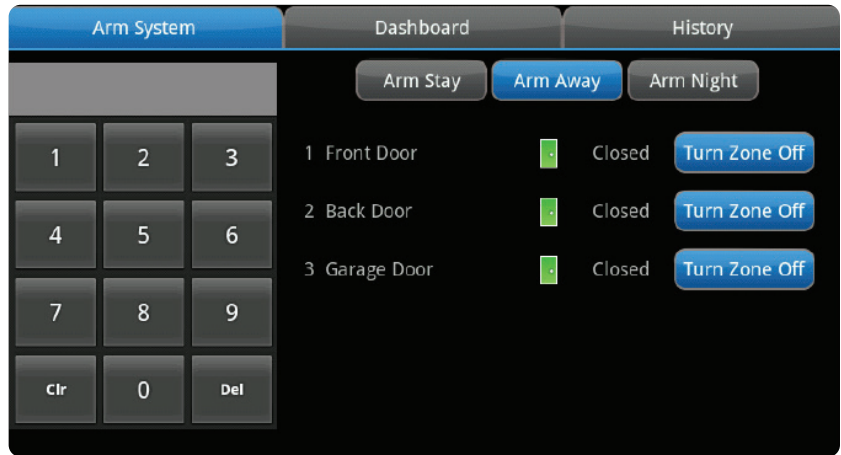 Arm System
Dashboard
History
Arm Stay
Arm Away
Arm Night
1 2 3
4 5 6
7 8 9
Clr 0 Del
1 Front Door Closed Turn Zone Off
2 Back Door Closed Turn Zone Off
3 Garage Door Closed Turn Zone Off